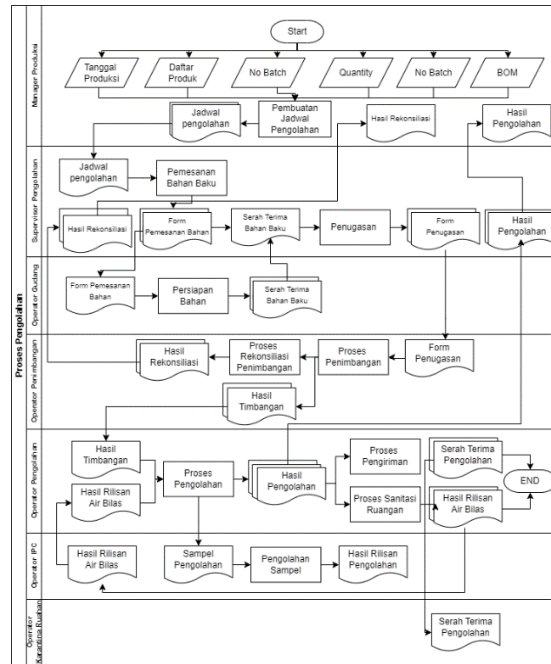 Proses Pengolahan
Manager Produksi
Start
Tanggal
Produksi
Daftar
Produk
No Batch
Quantity
No Batch
BOM
Jadwal
pengolahan
Pembuatan
Jadwal
Pengolahan
Hasil Rekonsiliasi
Hasil
Pengolahan
Supervisor Pengolahan
Jadwal
pengolahan
Pemesanan
Bahan Baku
Hasil Rekonsiliasi
Form
Pemesanan Bahan
Serah Terima
Bahan Baku
Penugasan
Form
Penugasan
Hasil
Pengolahan
Operator Gudang
Form Pemesanan
Bahan
Persiapan
Bahan
Serah Terima
Bahan Baku
Operator Penimbangan
Hasil
Rekonsiliasi
Proses
Rekonsiliasi
Penimbangan
Proses
Penimbangan
Form
Penugasan
Hasil
Timbangan
Operator Pengolahan
Hasil
Timbangan
Hasil Rilisan
Air Bilas
Proses
Pengolahan
Hasil
Pengolahan
Proses
Pengiriman
Proses Sanitasi
Ruangan
Serah Terima
Pengolahan
Hasil Rilisan
Air Bilas
END
Operator IPC
Hasil Rilisan
Air Bilas
Sampel
Pengolahan
Pengolahan
Sampel
Hasil Rilisan
Pengolahan
Operator
Karantina Ruahan
Serah Terima
Pengolahan